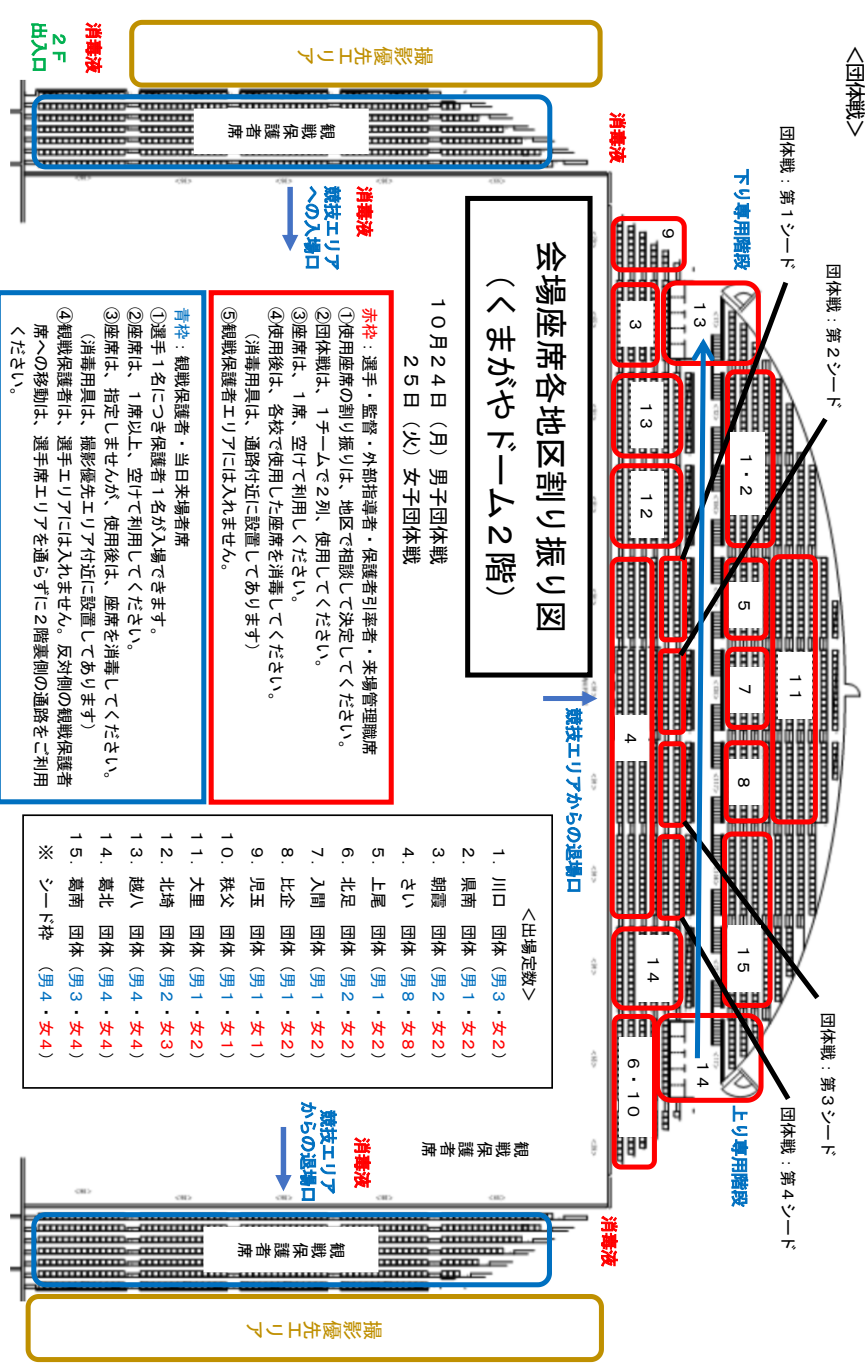 <団体戦>
団体戦：第１シード
団体戦：第２シード
団体戦：第３シード
団体戦：第４シード
下り専用階段
上り専用階段
9
3
13
13
12
1・2
5
7
8
11
4
15
14
14
6・10
消毒液
消毒液
撮影優先エリア
観戦保護者席
消毒液
２Ｆ
出入口
消毒液
競技エリア
への入場口
会場座席各地区割り振り図
（くまがやドーム２階）
競技エリアからの退場口
１０月２４日（月）男子団体戦
２５日（火）女子団体戦
赤枠：選手・監督・外部指導者・保護者引率者・来場管理職席
①使用座席の割り振りは、地区で相談して決定してください。
②団体戦は、１チームで２列、使用してください。
③座席は、１席、空けて利用しください。
④使用後は、各校で使用した座席を消毒してください。
（消毒用具は、通路付近に設置してあります）
⑤観戦保護者エリアには入れません。
青枠：観戦保護者・当日来場者席
①選手１名につき保護者１名が入場できます。
②座席は、１席以上、空けて利用してください。
③座席は、指定しませんが、使用後は、座席を消毒してください。
（消毒用具は、撮影優先エリア付近に設置してあります）
④観戦保護者は、選手エリアには入れません。反対側の観戦保護者
席への移動は、選手席エリアを通らずに２階裏側の通路をご利用
ください。
<出場定数>
１．川口　団体（男３・女２）
２．県南　団体（男１・女２）
３．朝霞　団体（男２・女２）
４．さい　団体（男８・女８）
５．上尾　団体（男１・女２）
６．北足　団体（男２・女２）
７．入間　団体（男１・女２）
８．比企　団体（男１・女２）
９．児玉　団体（男１・女１）
１０．秩父　団体（男１・女１）
１１．大里　団体（男１・女２）
１２．北埼　団体（男２・女３）
１３．越八　団体（男４・女４）
１４．葛北　団体（男４・女４）
１５．葛南　団体（男３・女４）
※　シード枠　（男４・女４）
観戦保護者席
消毒液
競技エリア
からの退場口
観戦保護者席
撮影優先エリア